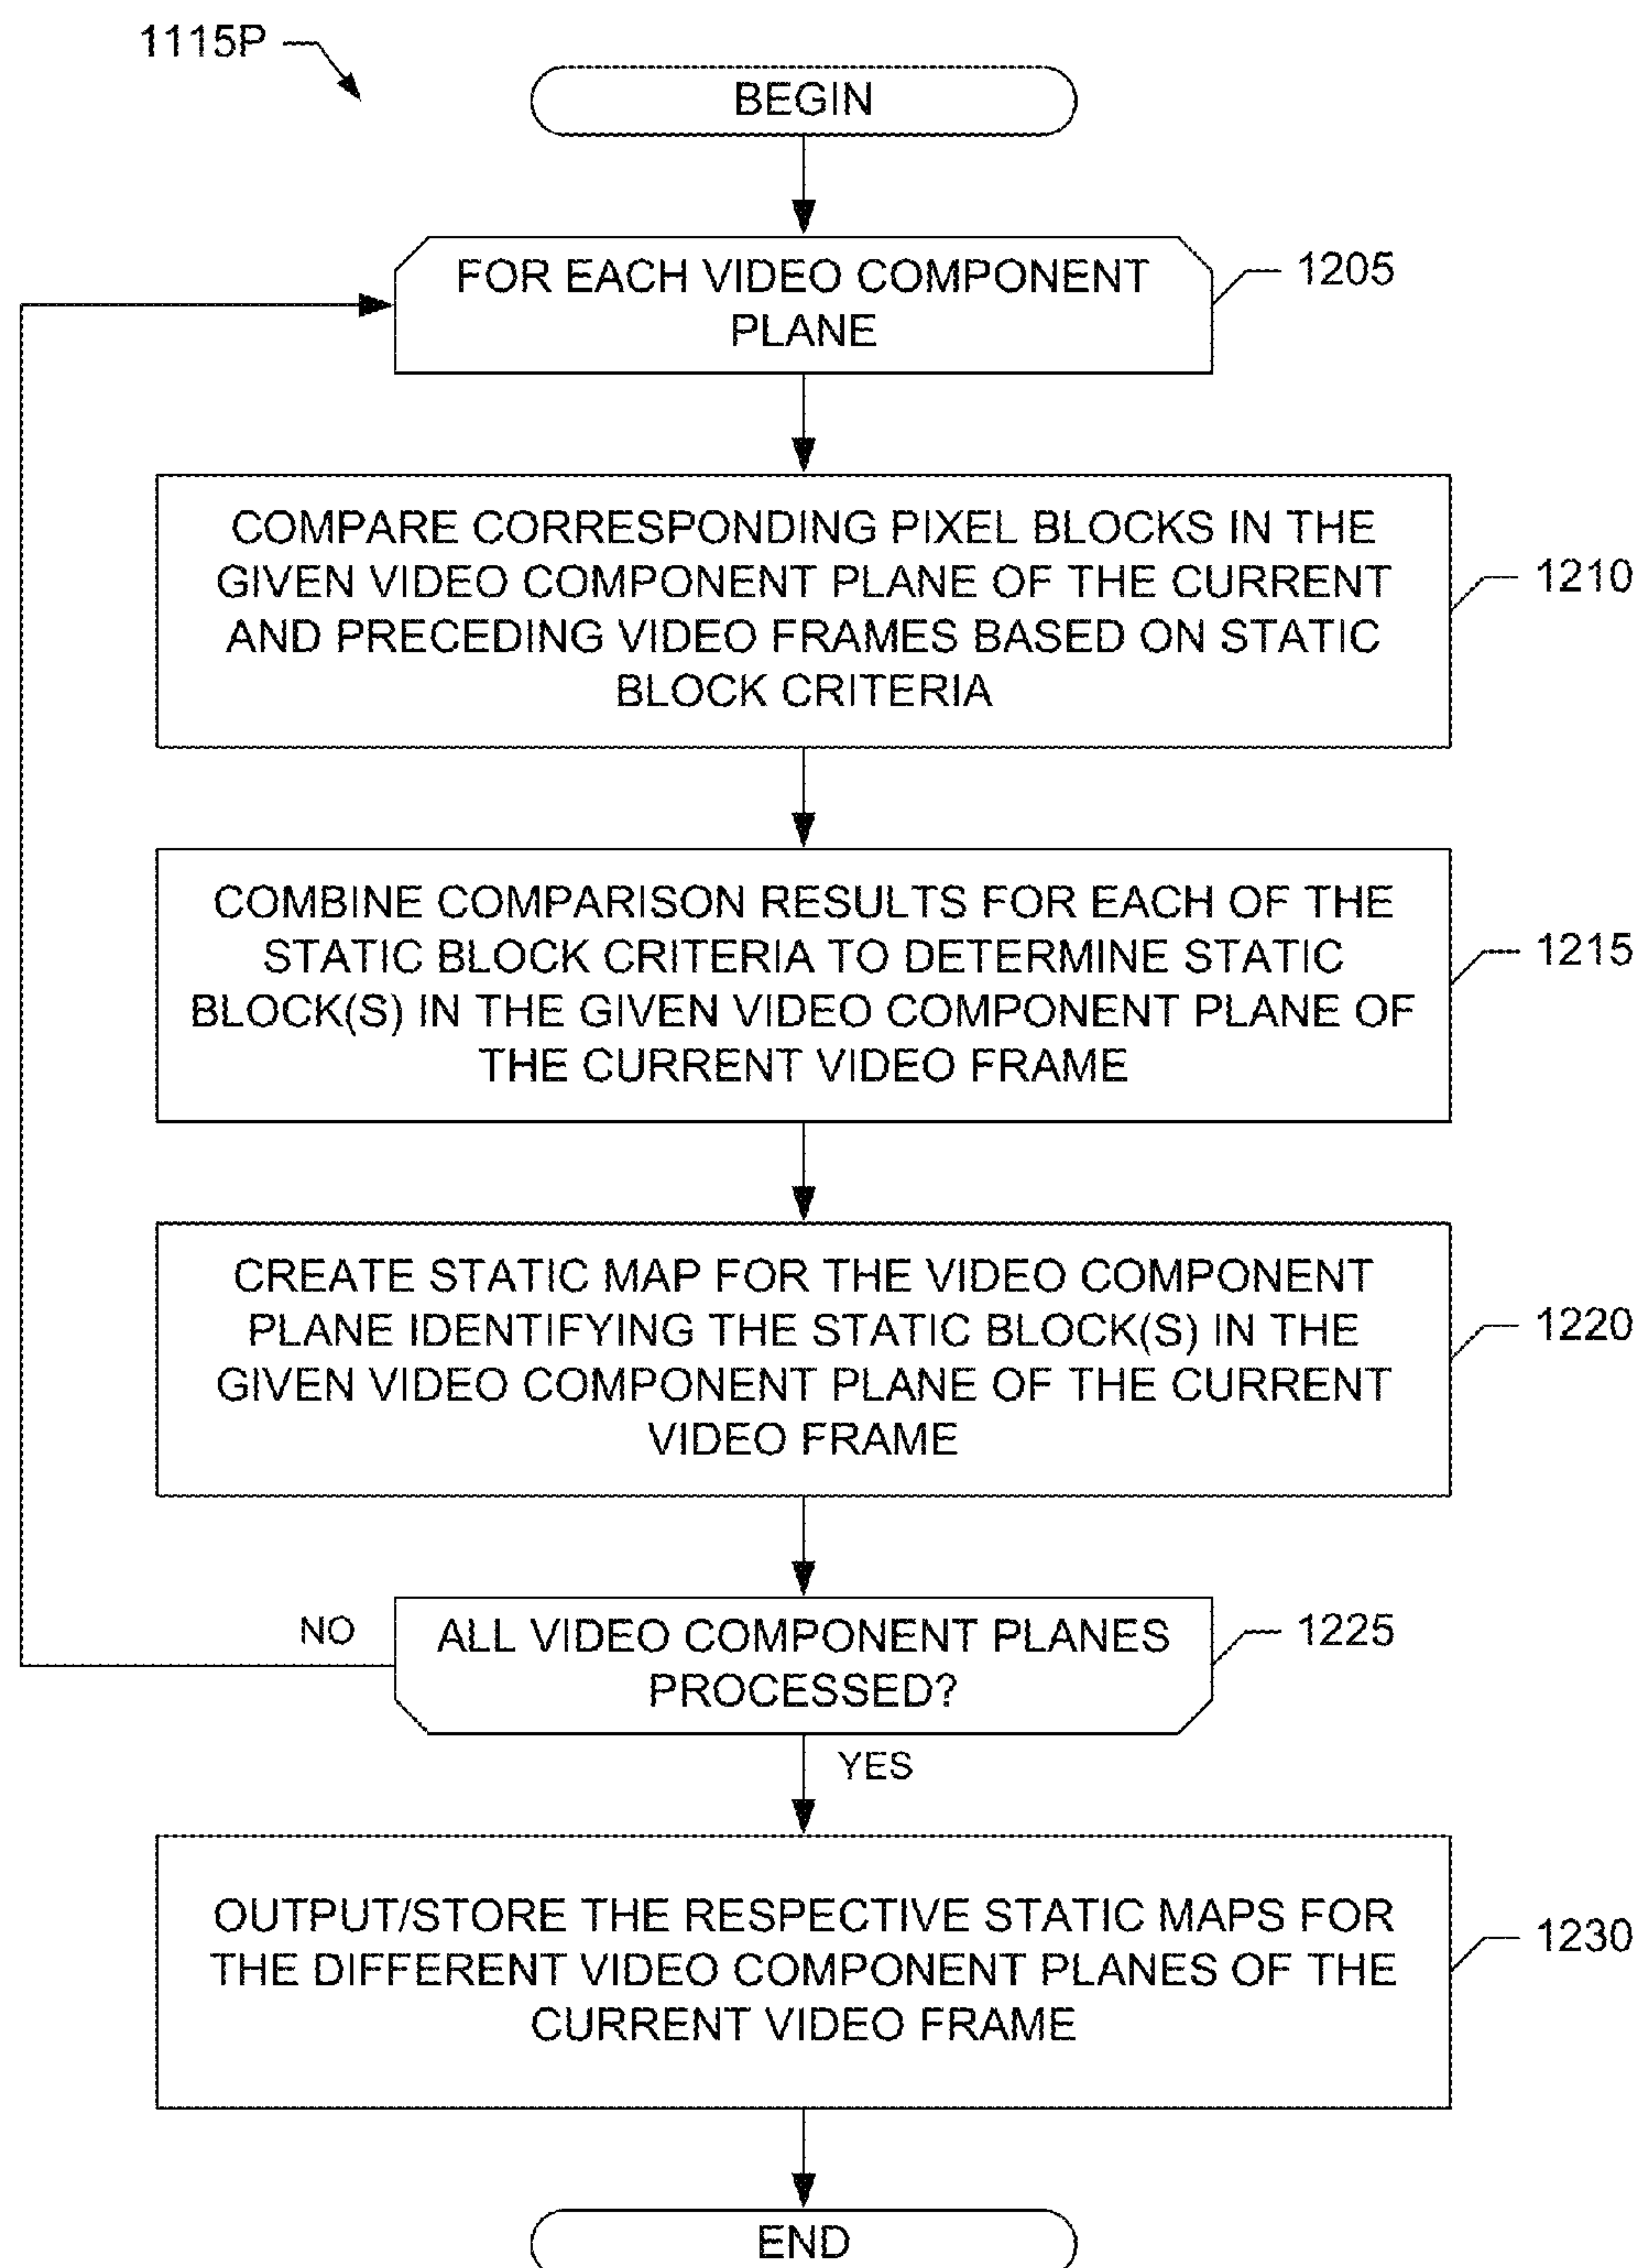 1115P
BEGIN
FOR EACH VIDEO COMPONENT
PLANE
1205
COMPARE CORRESPONDING PIXEL BLOCKS IN THE
GIVEN VIDEO COMPONENT PLANE OF THE CURRENT
AND PRECEDING VIDEO FRAMES BASED ON STATIC
BLOCK CRITERIA
1210
COMBINE COMPARISON RESULTS FOR EACH OF THE
STATIC BLOCK CRITERIA TO DETERMINE STATIC
BLOCK(S) IN THE GIVEN VIDEO COMPONENT PLANE OF
THE CURRENT VIDEO FRAME
1215
CREATE STATIC MAP FOR THE VIDEO COMPONENT
PLANE IDENTIFYING THE STATIC BLOCK(S) IN THE
GIVEN VIDEO COMPONENT PLANE OF THE CURRENT
VIDEO FRAME
1220
NO
ALL VIDEO COMPONENT PLANES
PROCESSED?
1225
YES
OUTPUT/STORE THE RESPECTIVE STATIC MAPS FOR
THE DIFFERENT VIDEO COMPONENT PLANES OF THE
CURRENT VIDEO FRAME
1230
END